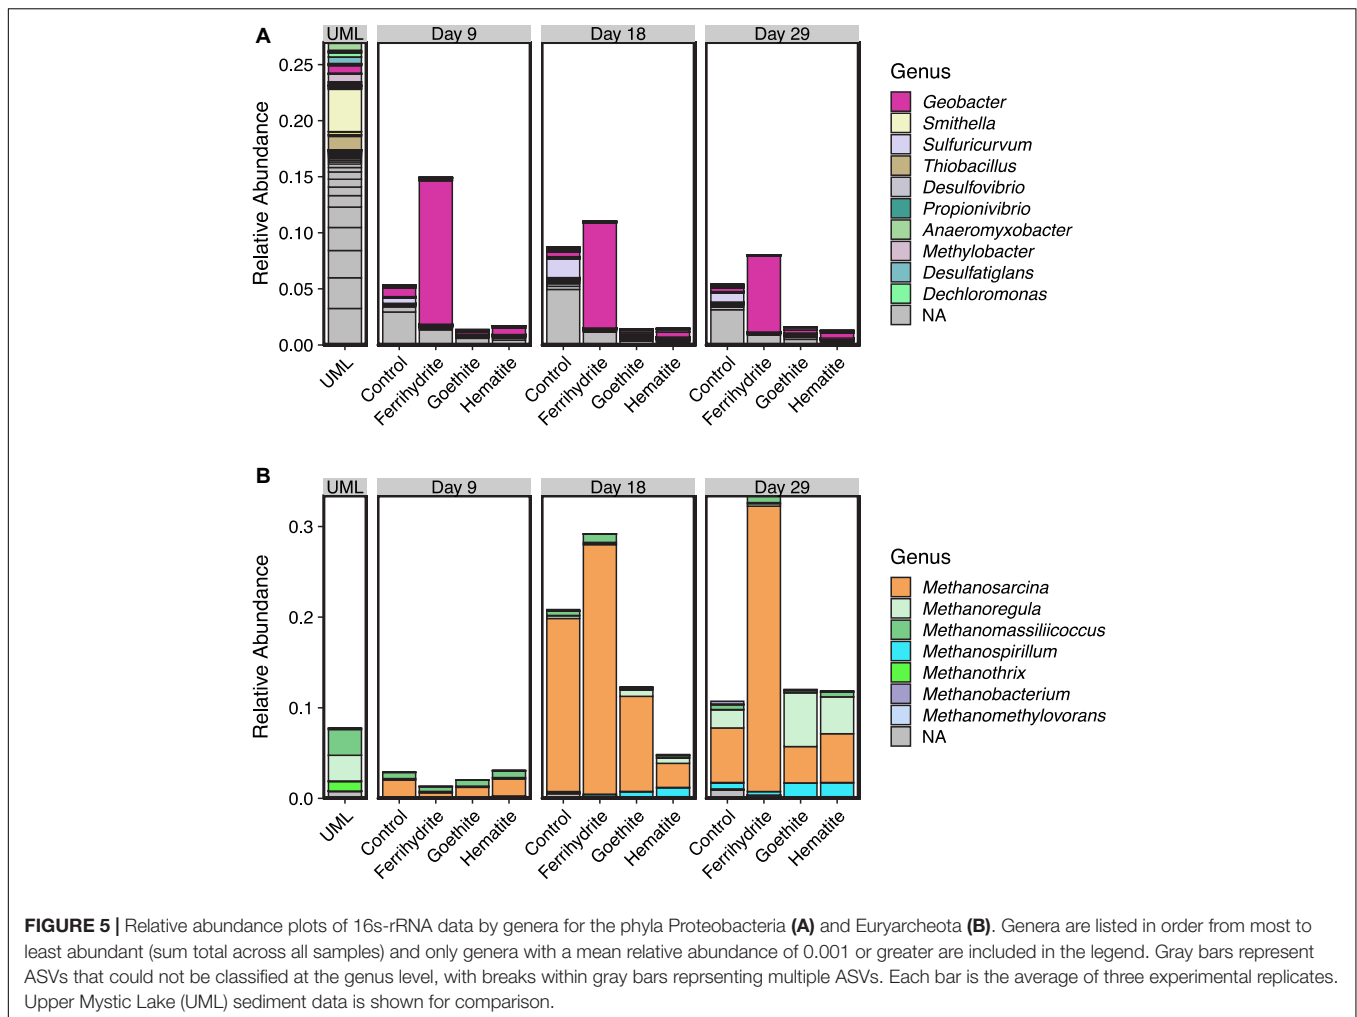 A
UML
Day 9
Day 18
Day 29
Relative Abundance
0.25
0.20
0.15
0.10
0.05
0.00
UML
Control
Ferrihydrite
Goethite
Hematite
Control
Ferrihydrite
Goethite
Hematite
Control
Ferrihydrite
Goethite
Hematite
Genus
Geobacter
Smithella
Sulfuricurvum
Thiobacillus
Desulfovibrio
Propionivibrio
Anaeromyxobacter
Methylobacter
Desulfatiglans
Dechloromonas
NA
B
UML
Day 9
Day 18
Day 29
Relative Abundance
0.3
0.2
0.1
0.0
UML
Control
Ferrihydrite
Goethite
Hematite
Control
Ferrihydrite
Goethite
Hematite
Control
Ferrihydrite
Goethite
Hematite
Genus
Methanosarcina
Methanoregula
Methanomassiliicoccus
Methanospirillum
Methanothrix
Methanobacterium
Methanomethylovorans
NA
FIGURE 5 | Relative abundance plots of 16s-rRNA data by genera for the phyla Proteobacteria (A) and Euryarcheota (B). Genera are listed in order from most to
least abundant (sum total across all samples) and only genera with a mean relative abundance of 0.001 or greater are included in the legend. Gray bars represent
ASVs that could not be classified at the genus level, with breaks within gray bars reprsenting multiple ASVs. Each bar is the average of three experimental replicates.
Upper Mystic Lake (UML) sediment data is shown for comparison.